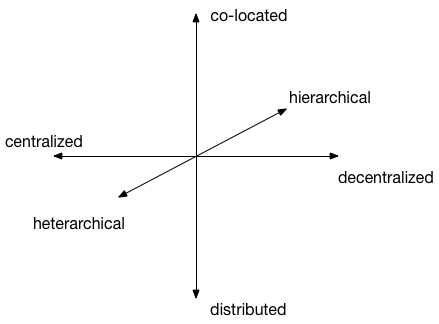 co-located
hierarchical
centralized
decentralized
heterarchical
distributed